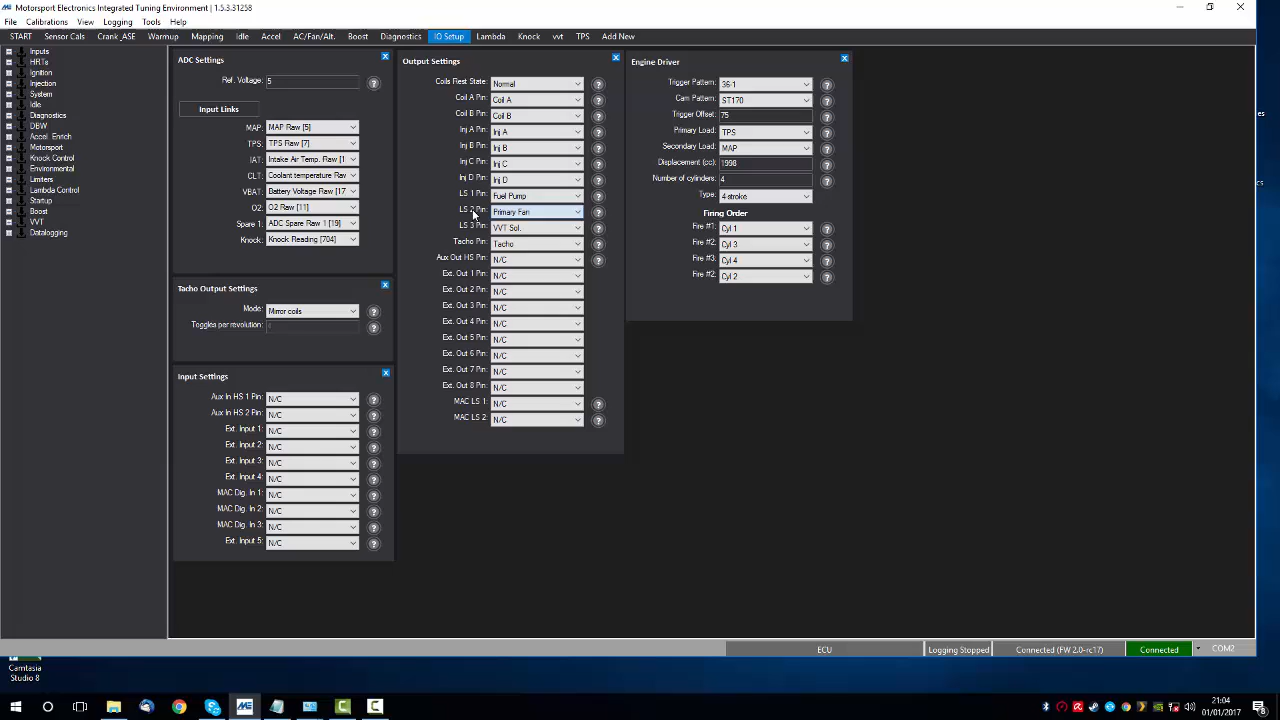 Motorsport Electronics Integrated Tuning Environment | 1.5.3.31258
File Calibrations View Logging Tools Help
START Sensor Cals Crank_ASE Warmup Mapping Idle Accel AC/Fan/Alt. Boost Diagnostics IO Setup Lambda Knock vvt TPS Add New
Inputs
HRTs
Ignition
Injection
System
Idle
Diagnostics
DBW
Accel. Enrich
Motorsport
Knock Control
Environmental
Limiters
Lambda Control
Startup
Boost
VVT
Datalogging
ADC Settings
Ref. Voltage: 5
Input Links
MAP: MAP Raw [5]
TPS: TPS Raw [7]
IAT: Intake Air Temp. Raw [1
CLT: Coolant temperature Raw
VBAT: Battery Voltage Raw [17
O2: O2 Raw [11]
Spare 1: ADC Spare Raw 1 [19]
Knock: Knock Reading [704]
Tacho Output Settings
Mode: Mirror coils
Toggles per revolution:
Input Settings
Aux In HS 1 Pin: N/C
Aux In HS 2 Pin: N/C
Ext. Input 1: N/C
Ext. Input 2: N/C
Ext. Input 3: N/C
Ext. Input 4: N/C
MAC Dig. In 1: N/C
MAC Dig. In 2: N/C
MAC Dig. In 3: N/C
Ext. Input 5: N/C
Output Settings
Coils Rest State: Normal
Coil A Pin: Coil A
Coil B Pin: Coil B
Inj A Pin: Inj A
Inj B Pin: Inj B
Inj C Pin: Inj C
Inj D Pin: Inj D
LS 1 Pin: Fuel Pump
LS 2 Pin: Primary Fan
LS 3 Pin: VVT Sol.
Tacho Pin: Tacho
Aux Out HS Pin: N/C
Ext. Out 1 Pin: N/C
Ext. Out 2 Pin: N/C
Ext. Out 3 Pin: N/C
Ext. Out 4 Pin: N/C
Ext. Out 5 Pin: N/C
Ext. Out 6 Pin: N/C
Ext. Out 7 Pin: N/C
Ext. Out 8 Pin: N/C
MAC LS 1: N/C
MAC LS 2: N/C
Engine Driver
Trigger Pattern: 36-1
Cam Pattern: ST170
Trigger Offset: 75
Primary Load: TPS
Secondary Load: MAP
Displacement (cc): 1998
Number of cylinders: 4
Type: 4 stroke
Firing Order
Fire #1: Cyl 1
Fire #2: Cyl 3
Fire #3: Cyl 4
Fire #2: Cyl 2
ECU Logging Stopped Connected (FW 2.0-rc17) Connected COM2
Camtasia
Studio 8
21:04
01/01/2017